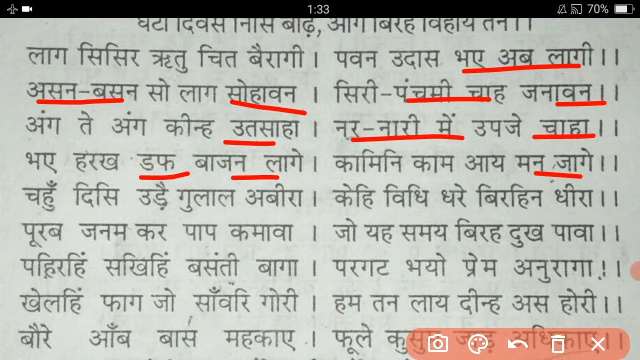 1:33
70%
घटी दिवस निसि बाढ़ि, आगि बिरह विहाय तन।।
लाग सिसिर ऋतु चित बैरागी। पवन उदास भए अब लागी।।
असन-बसन सो लाग सोहावन । सिरी-पंचमी चाह जनावन।।
अंग ते अंग कीन्ह उतसाहा। नर-नारी में उपजे चाहा।।
भए हरख डफ बाजन लागे। कामिनि काम आय मन जागे।।
चहुँ दिसि उड़ै गुलाल अबीरा। केहि विधि धरे बिरहिन धीरा।।
पूरब जनम कर पाप कमावा । जो यह समय बिरह दुख पावा।।
पहिरहिं सखिहिं बसंती बागा । परगट भयो प्रेम अनुरागा।।
खेलहिं फाग जो साँवरि गोरी। हम तन लाय दीन्ह अस होरी।।
बौरे आँब बास महकाए। फूले